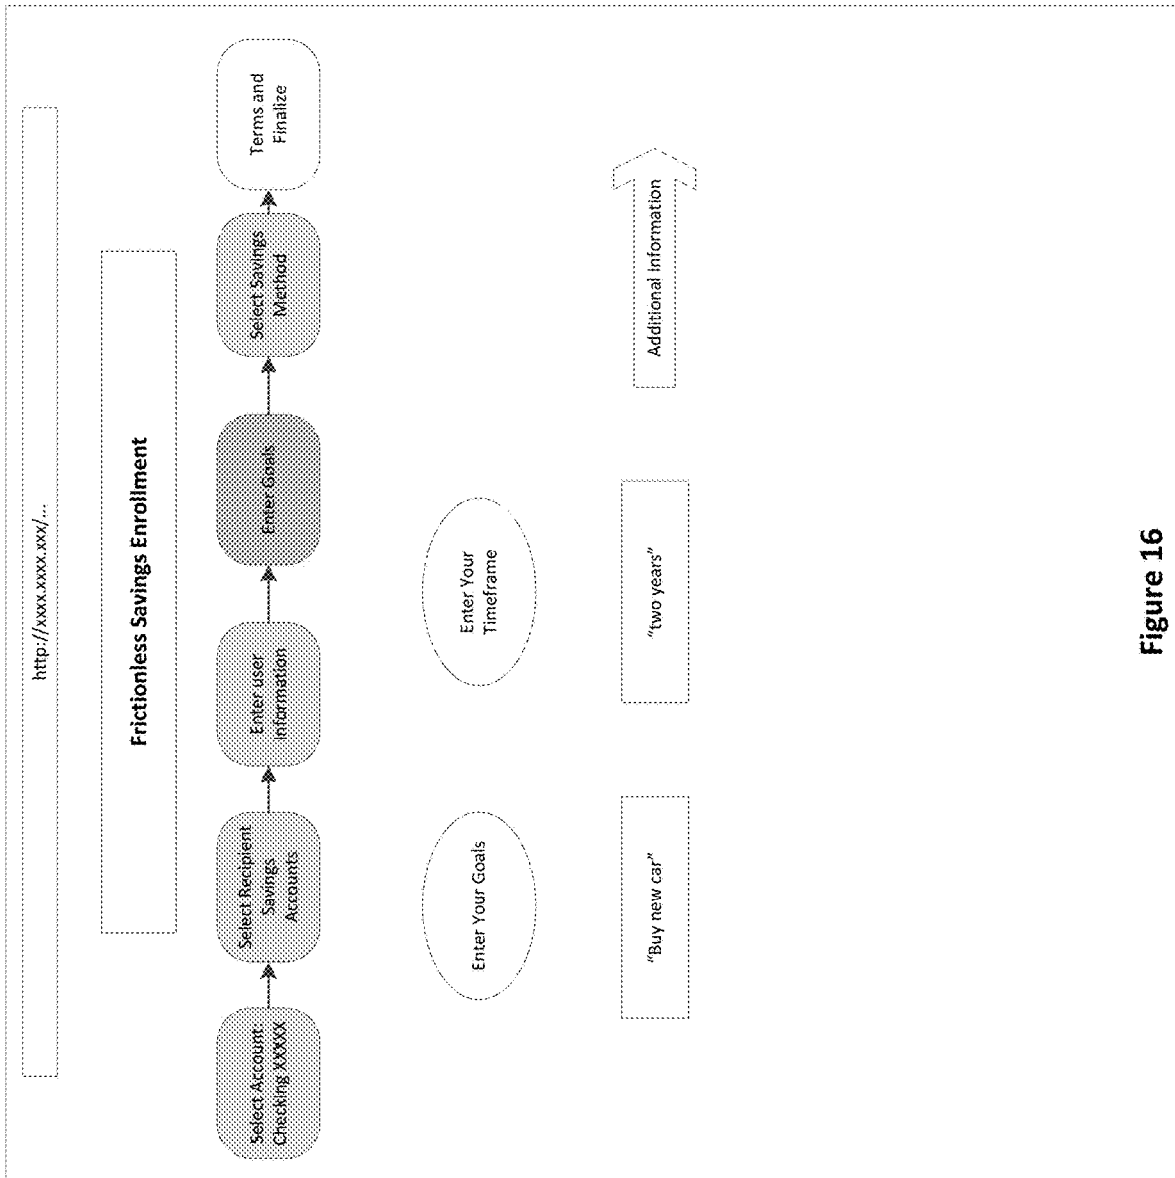 http://xxxx.xxxx.xxx/...
Frictionless Savings Enrollment
Select Account
Checking XXXXX
Select Recipient
Savings
Accounts
Enter user
information
Enter Goals
Select Savings
Method
Terms and
Finalize
Enter Your Goals
Enter Your
Timeframe
“Buy new car”
“two years”
Additional Information
Figure 16